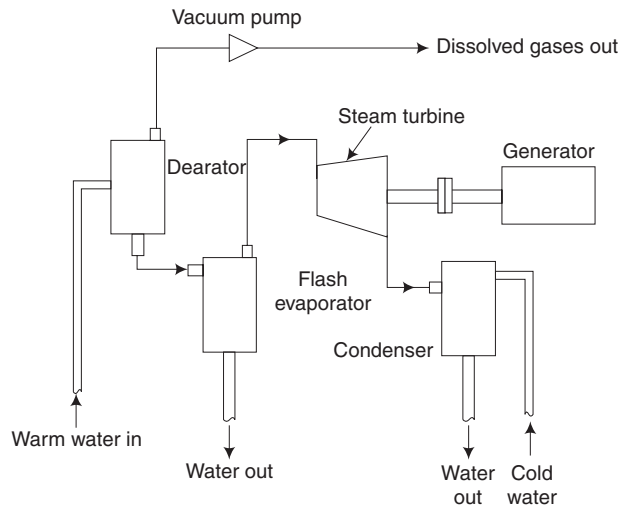 Vacuum pump
Dissolved gases out
Steam turbine
Generator
Dearator
Flash
evaporator
Condenser
Warm water in
Water out
Water
out
Cold
water